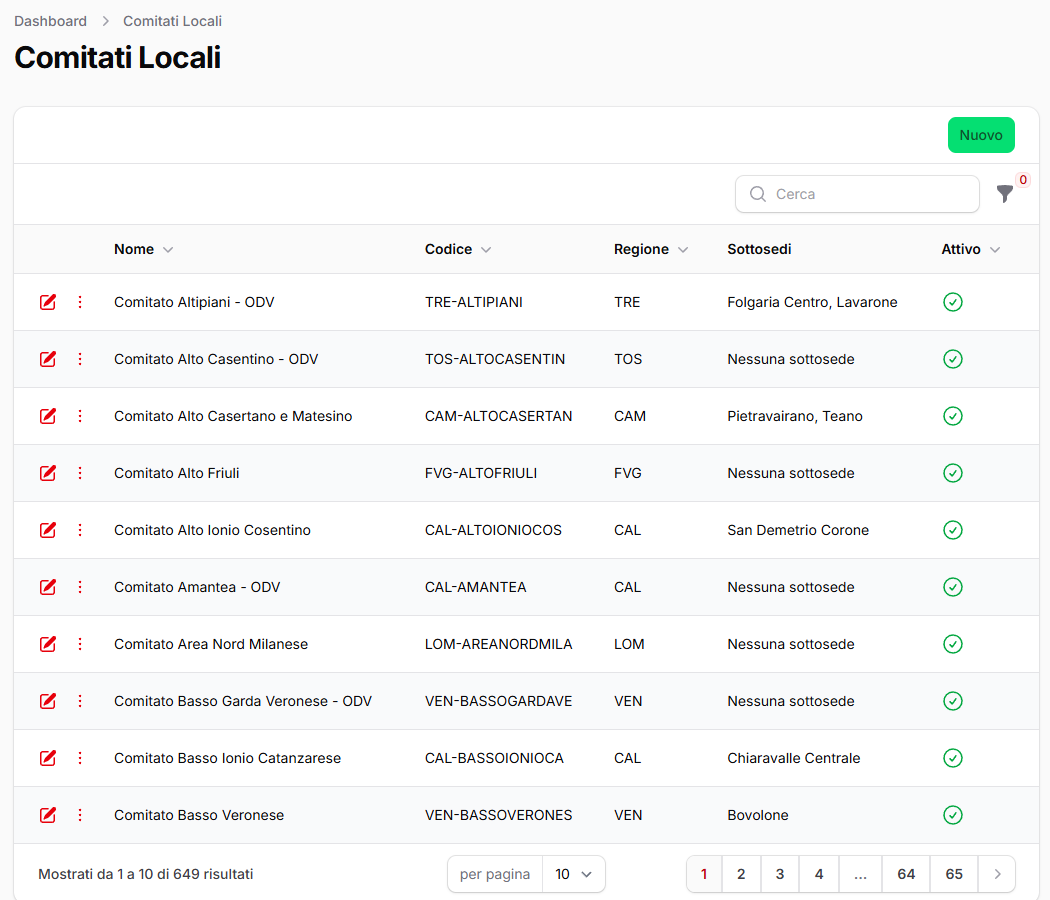 Dashboard > Comitati Locali
Comitati Locali
Nuovo
Cerca 0
Nome Codice Regione Sottosedi Attivo
Comitato Altipiani - ODV TRE-ALTIPIANI TRE Folgaria Centro, Lavarone
Comitato Alto Casentino - ODV TOS-ALTOCASENTIN TOS Nessuna sottosede
Comitato Alto Casertano e Matesino CAM-ALTOCASERTAN CAM Pietravairano, Teano
Comitato Alto Friuli FVG-ALTOFRIULI FVG Nessuna sottosede
Comitato Alto Ionio Cosentino CAL-ALTOIONIOCOS CAL San Demetrio Corone
Comitato Amantea - ODV CAL-AMANTEA CAL Nessuna sottosede
Comitato Area Nord Milanese LOM-AREANORDMILA LOM Nessuna sottosede
Comitato Basso Garda Veronese - ODV VEN-BASSOGARDAVE VEN Nessuna sottosede
Comitato Basso Ionio Catanzarese CAL-BASSOIONIOCA CAL Chiaravalle Centrale
Comitato Basso Veronese VEN-BASSOVERONES VEN Bovolone
Mostrati da 1 a 10 di 649 risultati per pagina 10 1 2 3 4 ... 64 65